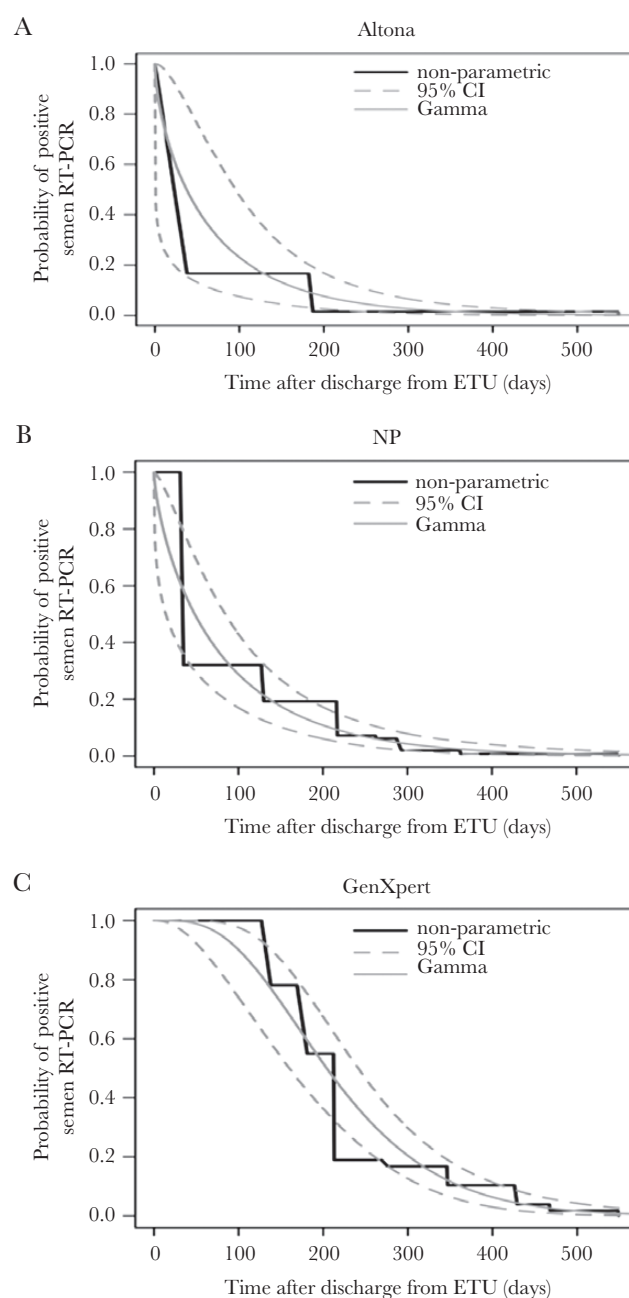 A
Altona
Probability of positive
semen RT-PCR
1.0
0.8
0.6
0.4
0.2
0.0
non-parametric
95% CI
Gamma
0 100 200 300 400 500
Time after discharge from ETU (days)
B
NP
Probability of positive
semen RT-PCR
1.0
0.8
0.6
0.4
0.2
0.0
non-parametric
95% CI
Gamma
0 100 200 300 400 500
Time after discharge from ETU (days)
C
GenXpert
Probability of positive
semen RT-PCR
1.0
0.8
0.6
0.4
0.2
0.0
non-parametric
95% CI
Gamma
0 100 200 300 400 500
Time after discharge from ETU (days)